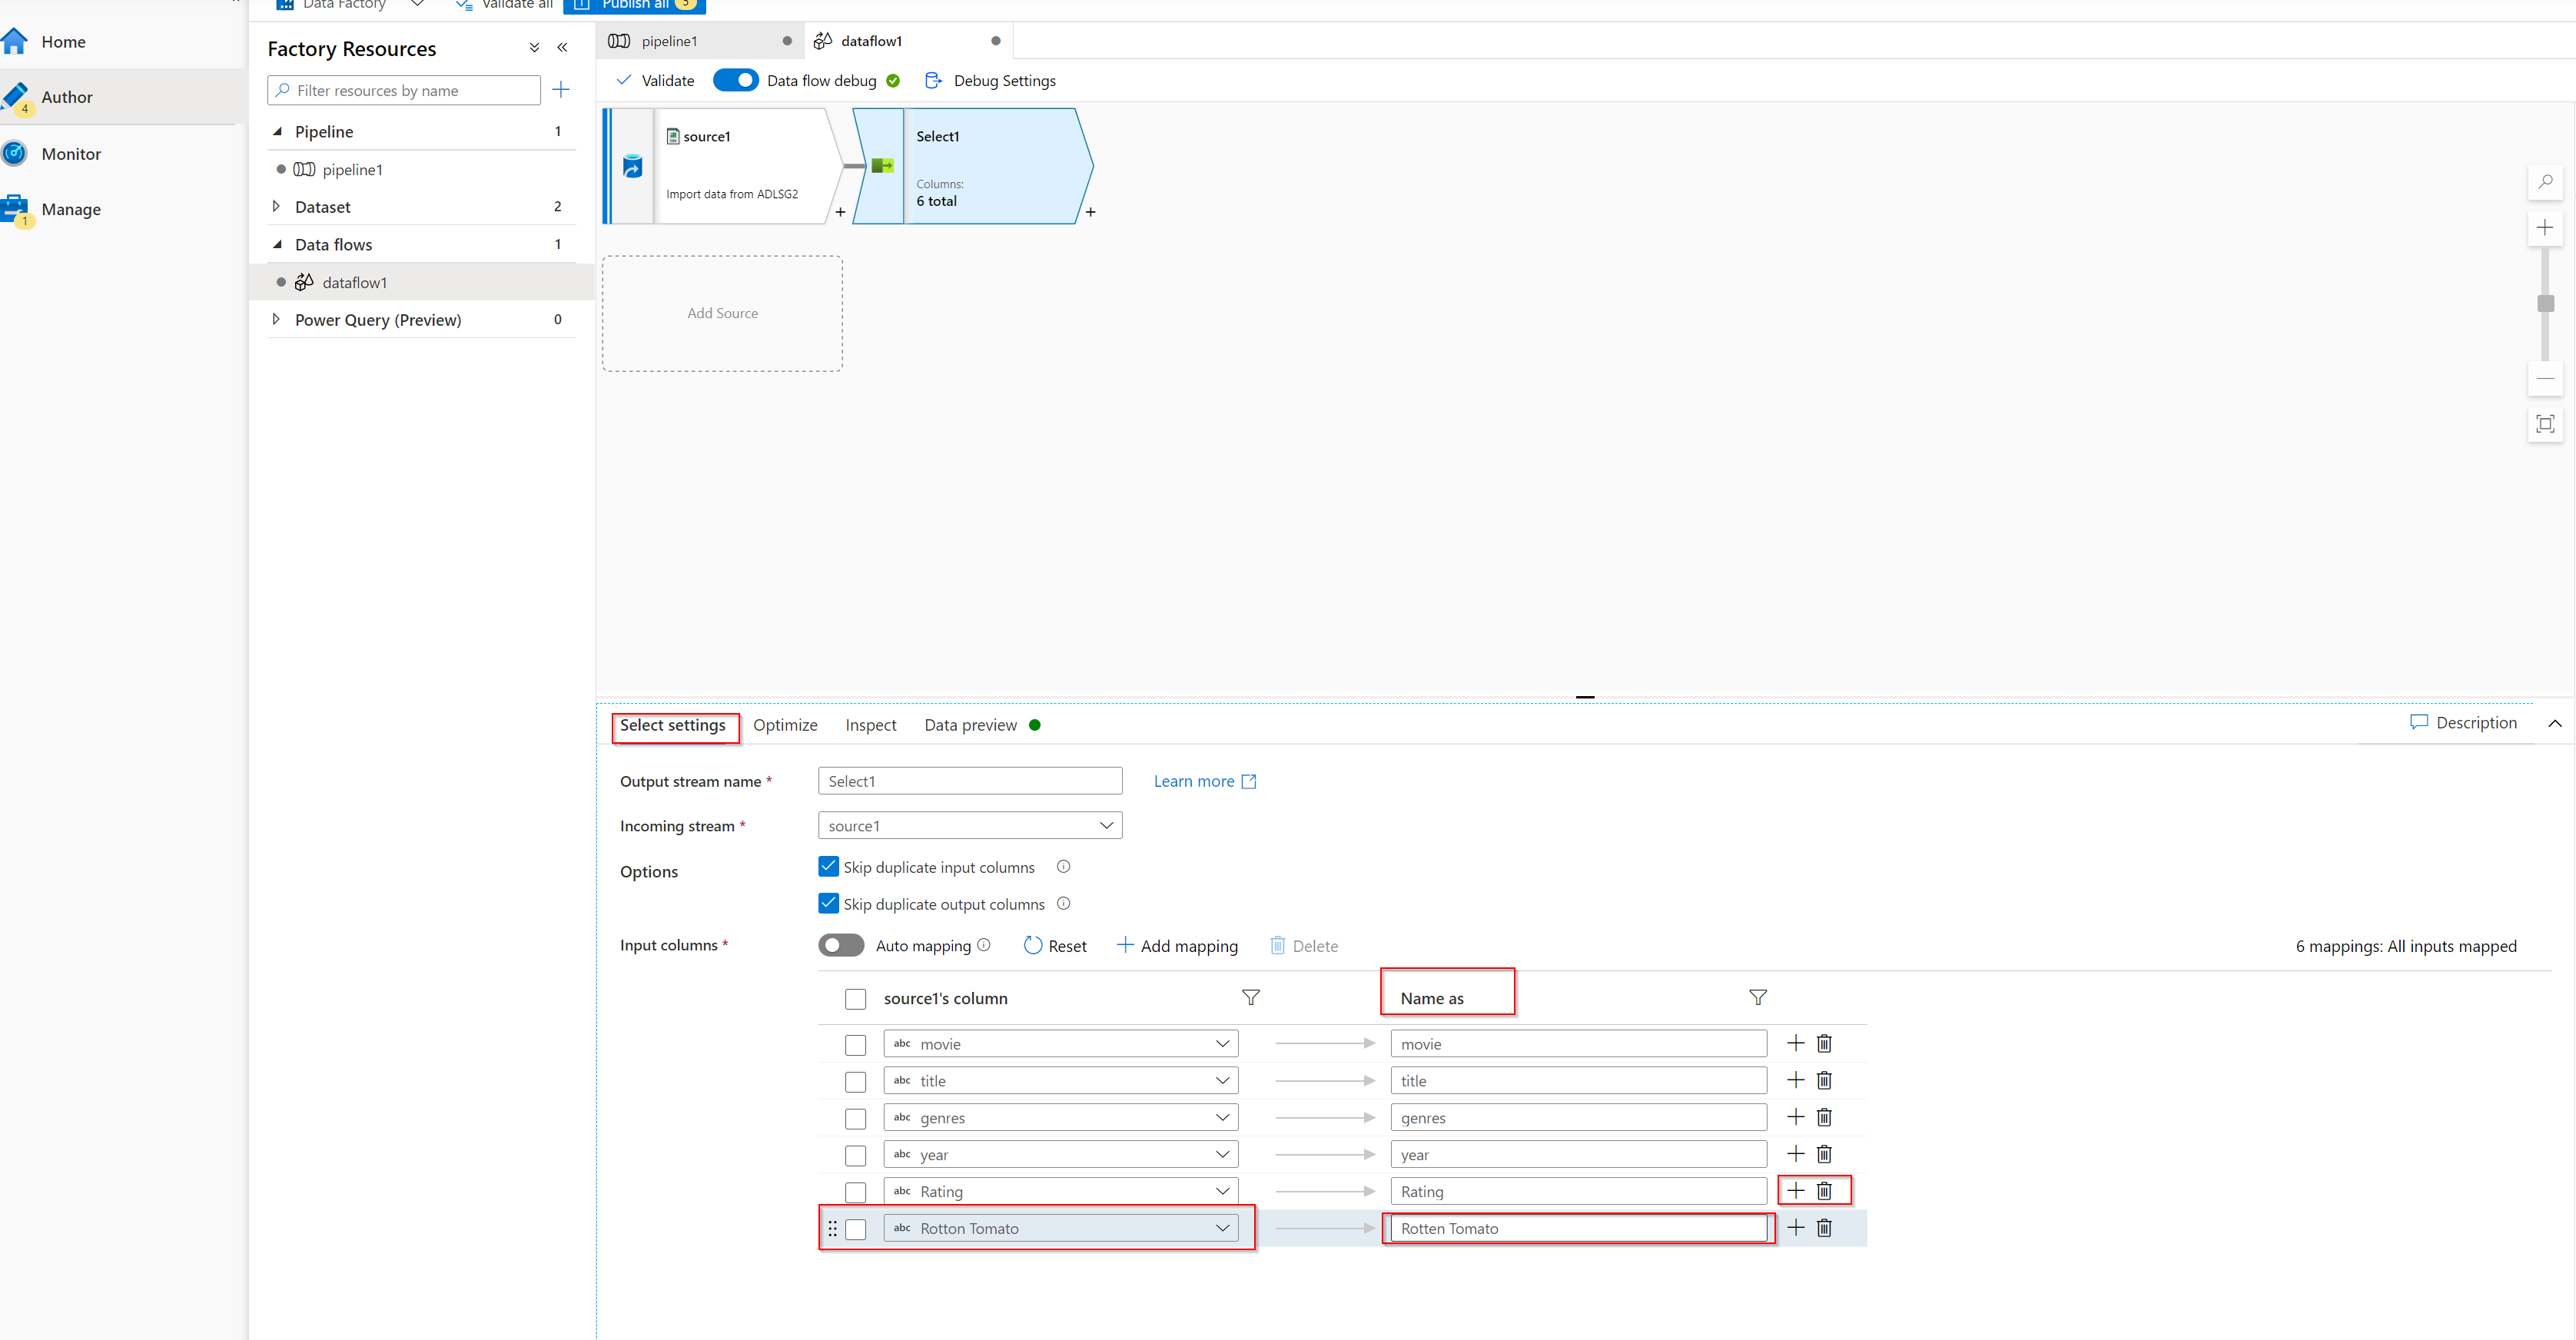 Data Factory
Validate all
Publish all 5
Home
Author
4
Monitor
Manage
1
Factory Resources
Filter resources by name
Pipeline 1
pipeline1
Dataset 2
Data flows 1
dataflow1
Power Query (Preview) 0
pipeline1
dataflow1
Validate
Data flow debug
Debug Settings
source1
Import data from ADLSG2
Select1
Columns:
6 total
Add Source
Select settings
Optimize
Inspect
Data preview
Description
Output stream name *
Select1
Learn more
Incoming stream *
source1
Options
Skip duplicate input columns
Skip duplicate output columns
Input columns *
Auto mapping
Reset
Add mapping
Delete
6 mappings: All inputs mapped
source1's column
Name as
abc movie
movie
abc title
title
abc genres
genres
abc year
year
abc Rating
Rating
abc Rotton Tomato
Rotten Tomato